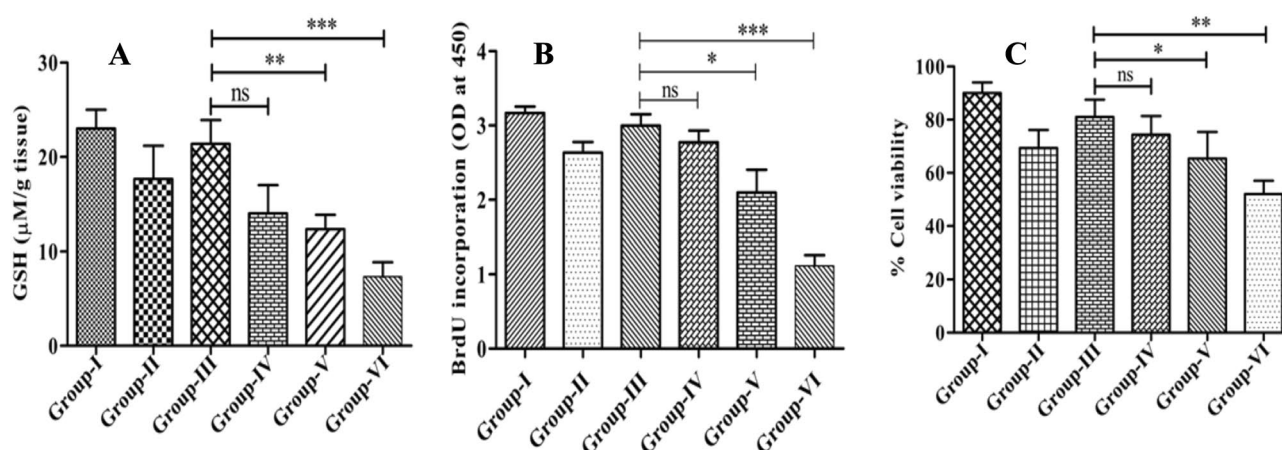 A
***
**
ns
GSH (µM/g tissue)
30
20
10
0
Group-I
Group-II
Group-III
Group-IV
Group-V
Group-VI
B
***
*
ns
BrdU incorporation (OD at 450)
4
3
2
1
0
Group-I
Group-II
Group-III
Group-IV
Group-V
Group-VI
C
**
*
ns
% Cell viability
100
80
60
40
20
0
Group-I
Group-II
Group-III
Group-IV
Group-V
Group-VI